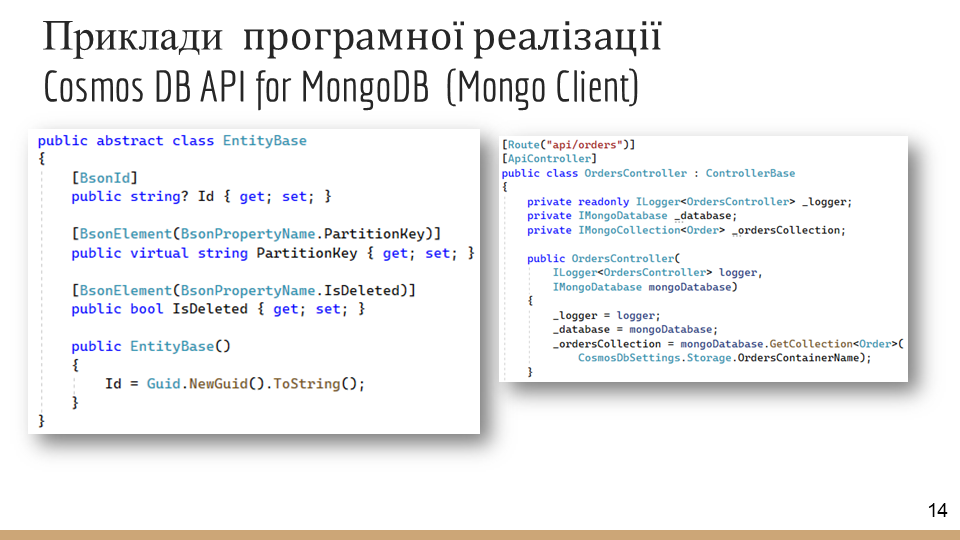 Приклади програмної реалізації
Cosmos DB API for MongoDB (Mongo Client)
public abstract class EntityBase
{
[BsonId]
public string? Id { get; set; }
[BsonElement(BsonPropertyName.PartitionKey)]
public virtual string PartitionKey { get; set; }
[BsonElement(BsonPropertyName.IsDeleted)]
public bool IsDeleted { get; set; }
public EntityBase()
{
Id = Guid.NewGuid().ToString();
}
}
[Route("api/orders")]
[ApiController]
public class OrdersController : ControllerBase
{
private readonly ILogger<OrdersController> _logger;
private IMongoDatabase _database;
private IMongoCollection<Order> _ordersCollection;
public OrdersController(
ILogger<OrdersController> logger,
IMongoDatabase mongoDatabase)
{
_logger = logger;
_database = mongoDatabase;
_ordersCollection = mongoDatabase.GetCollection<Order>(
CosmosDbSettings.Storage.OrdersContainerName);
}
14